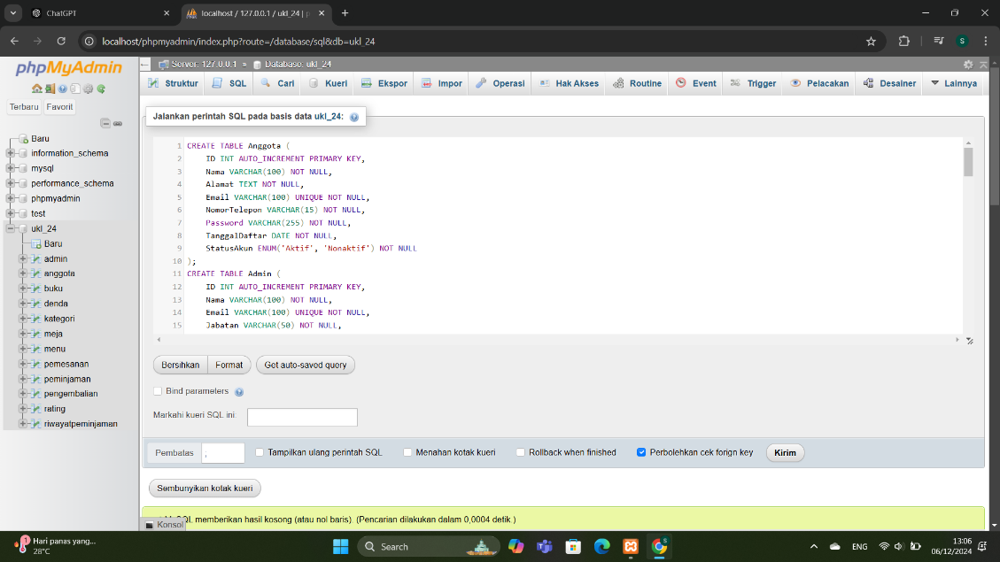 ChatGPT
localhost / 127.0.0.1 / ukl_24 | p
localhost/phpmyadmin/index.php?route=/database/sql&db=ukl_24
S
phpMyAdmin
Terbaru Favorit
Baru
information_schema
mysql
performance_schema
phpmyadmin
test
ukl_24
Baru
admin
anggota
buku
denda
kategori
meja
menu
pemesanan
peminjaman
pengembalian
rating
riwayatpeminjaman
Server: 127.0.0.1 » Database: ukl_24
Struktur SQL Cari Kueri Ekspor Impor Operasi Hak Akses Routine Event Trigger Pelacakan Desainer Lainnya
Jalankan perintah SQL pada basis data ukl_24:
1 CREATE TABLE Anggota (
2 ID INT AUTO_INCREMENT PRIMARY KEY,
3 Nama VARCHAR(100) NOT NULL,
4 Alamat TEXT NOT NULL,
5 Email VARCHAR(100) UNIQUE NOT NULL,
6 NomorTelepon VARCHAR(15) NOT NULL,
7 Password VARCHAR(255) NOT NULL,
8 TanggalDaftar DATE NOT NULL,
9 StatusAkun ENUM('Aktif', 'Nonaktif') NOT NULL
10 );
11 CREATE TABLE Admin (
12 ID INT AUTO_INCREMENT PRIMARY KEY,
13 Nama VARCHAR(100) NOT NULL,
14 Email VARCHAR(100) UNIQUE NOT NULL,
15 Jabatan VARCHAR(50) NOT NULL,
Bersihkan Format Get auto-saved query
Bind parameters
Markahi kueri SQL ini:
Pembatas ; Tampilkan ulang perintah SQL Menahan kotak kueri Rollback when finished Perbolehkan cek forign key Kirim
Sembunyikan kotak kueri
memberikan hasil kosong (atau nol baris). (Pencarian dilakukan dalam 0,0004 detik.)
Konsol
1 Hari panas yang...
28°C
Search
ENG
13:06
06/12/2024